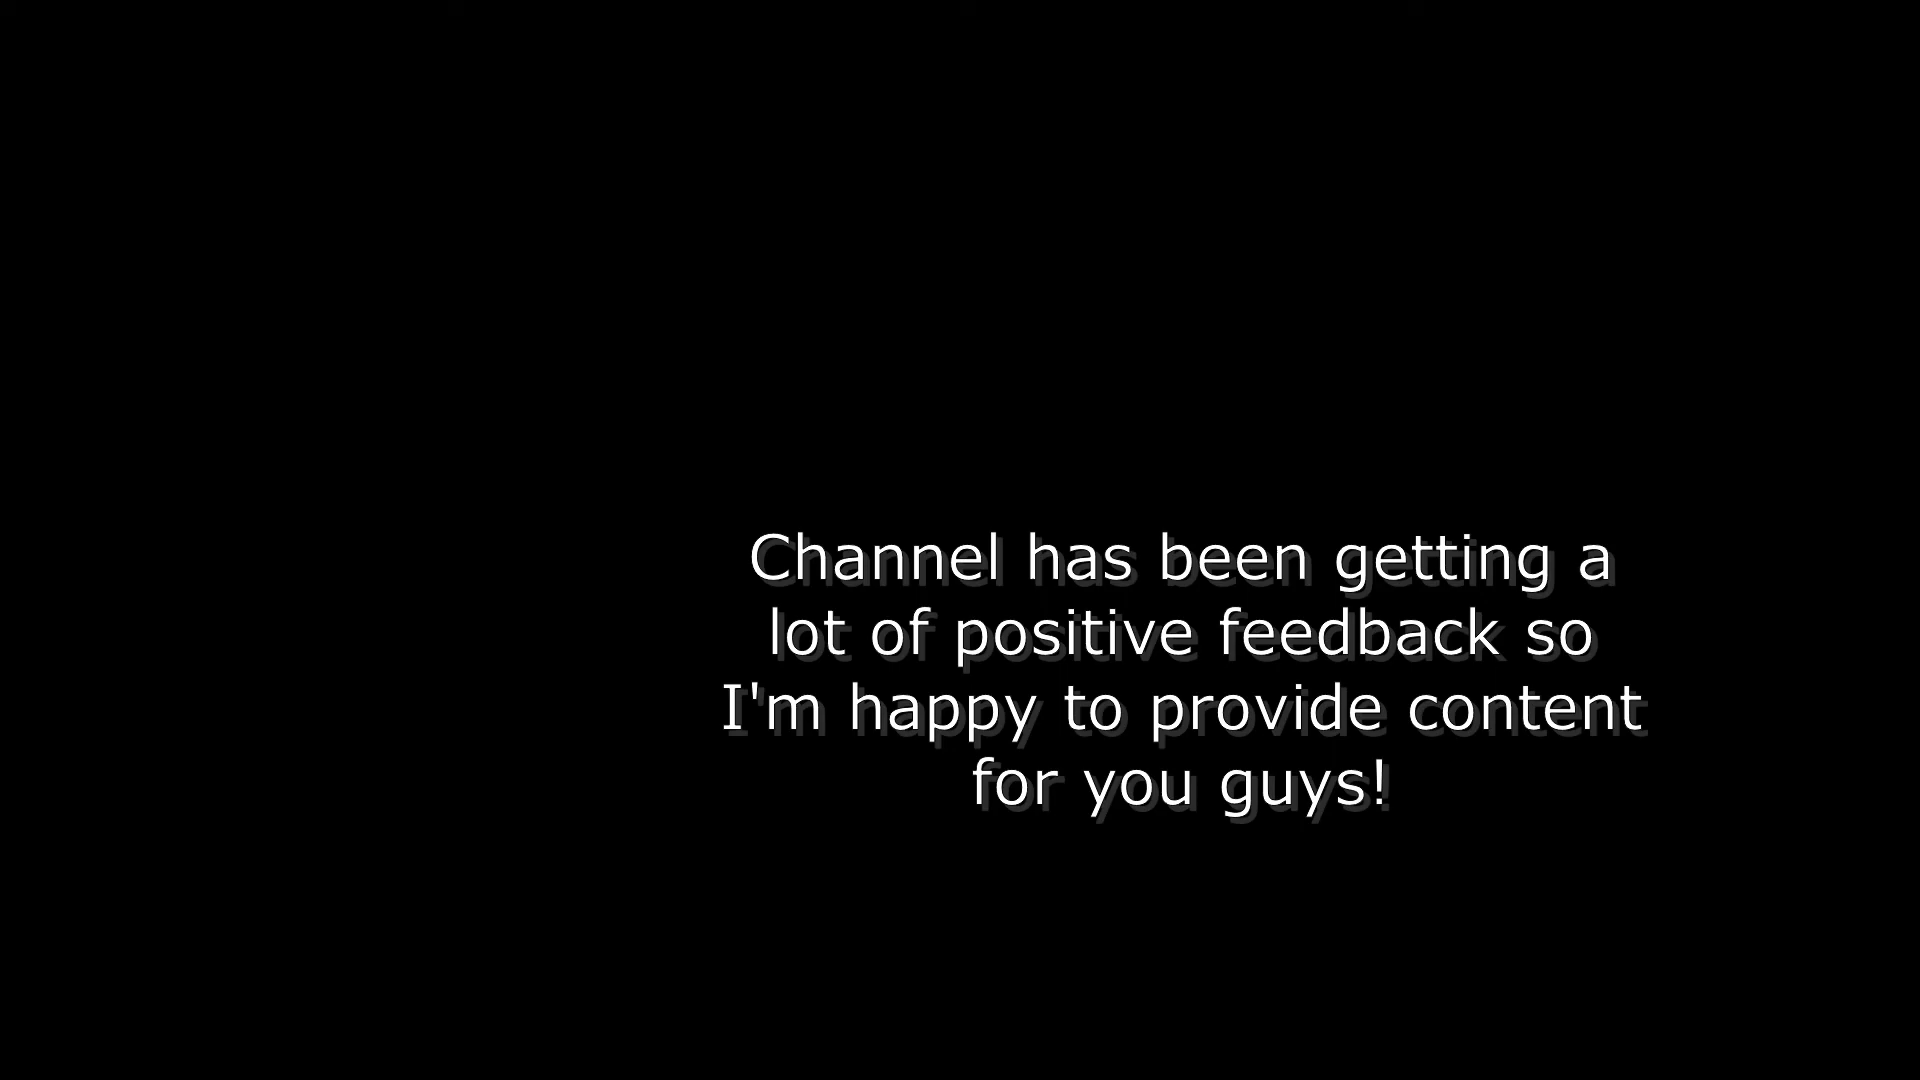 Channel has been getting a
lot of positive feedback so
I'm happy to provide content
for you guys!